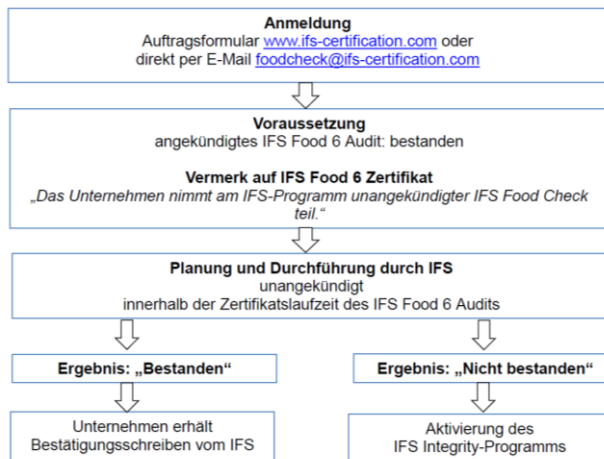 Anmeldung
Auftragsformular www.ifs-certification.com oder
direkt per E-Mail foodcheck@ifs-certification.com
Voraussetzung
angekündigtes IFS Food 6 Audit: bestanden
Vermerk auf IFS Food 6 Zertifikat
„Das Unternehmen nimmt am IFS-Programm unangekündigter IFS Food Check
teil.“
Planung und Durchführung durch IFS
unangekündigt
innerhalb der Zertifikatslaufzeit des IFS Food 6 Audits
Ergebnis: „Bestanden“
Ergebnis: „Nicht bestanden“
Unternehmen erhält
Bestätigungsschreiben vom IFS
Aktivierung des
IFS Integrity-Programms